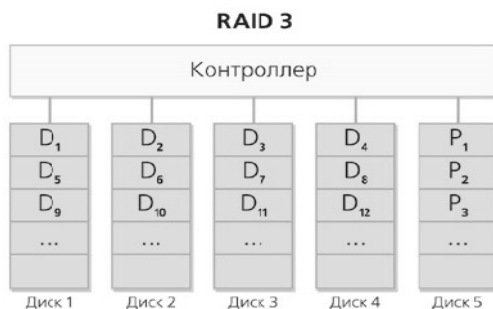 RAID 3
Контроллер
D₁ D₂ D₃ D₄ P₁
D₅ D₆ D₇ D₈ P₂
D₉ D₁₀ D₁₁ D₁₂ P₃
... ... ... ... ...
Диск 1 Диск 2 Диск 3 Диск 4 Диск 5